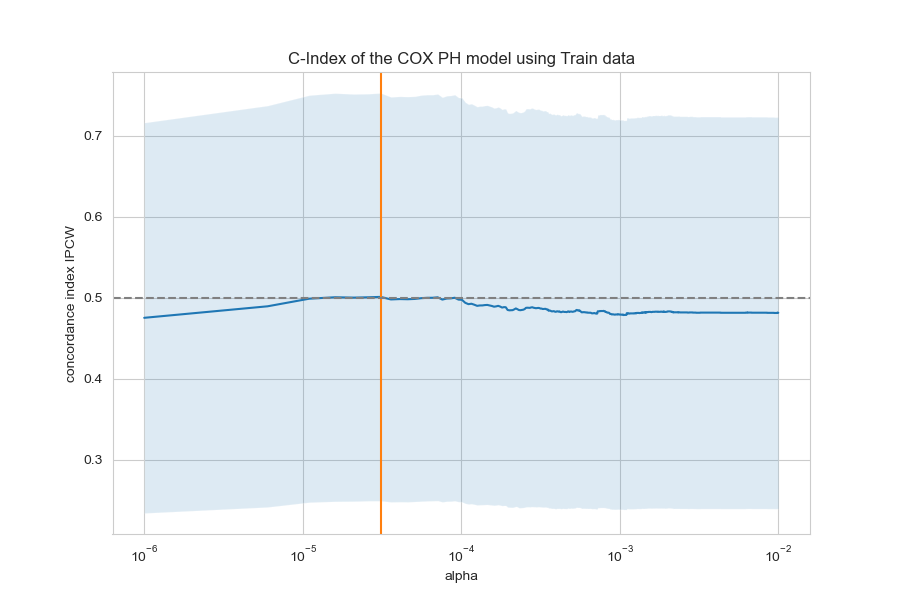 C-Index of the COX PH model using Train data
concordance index IPCW
0.7
0.6
0.5
0.4
0.3
10⁻⁶ 10⁻⁵ 10⁻⁴ 10⁻³ 10⁻²
alpha